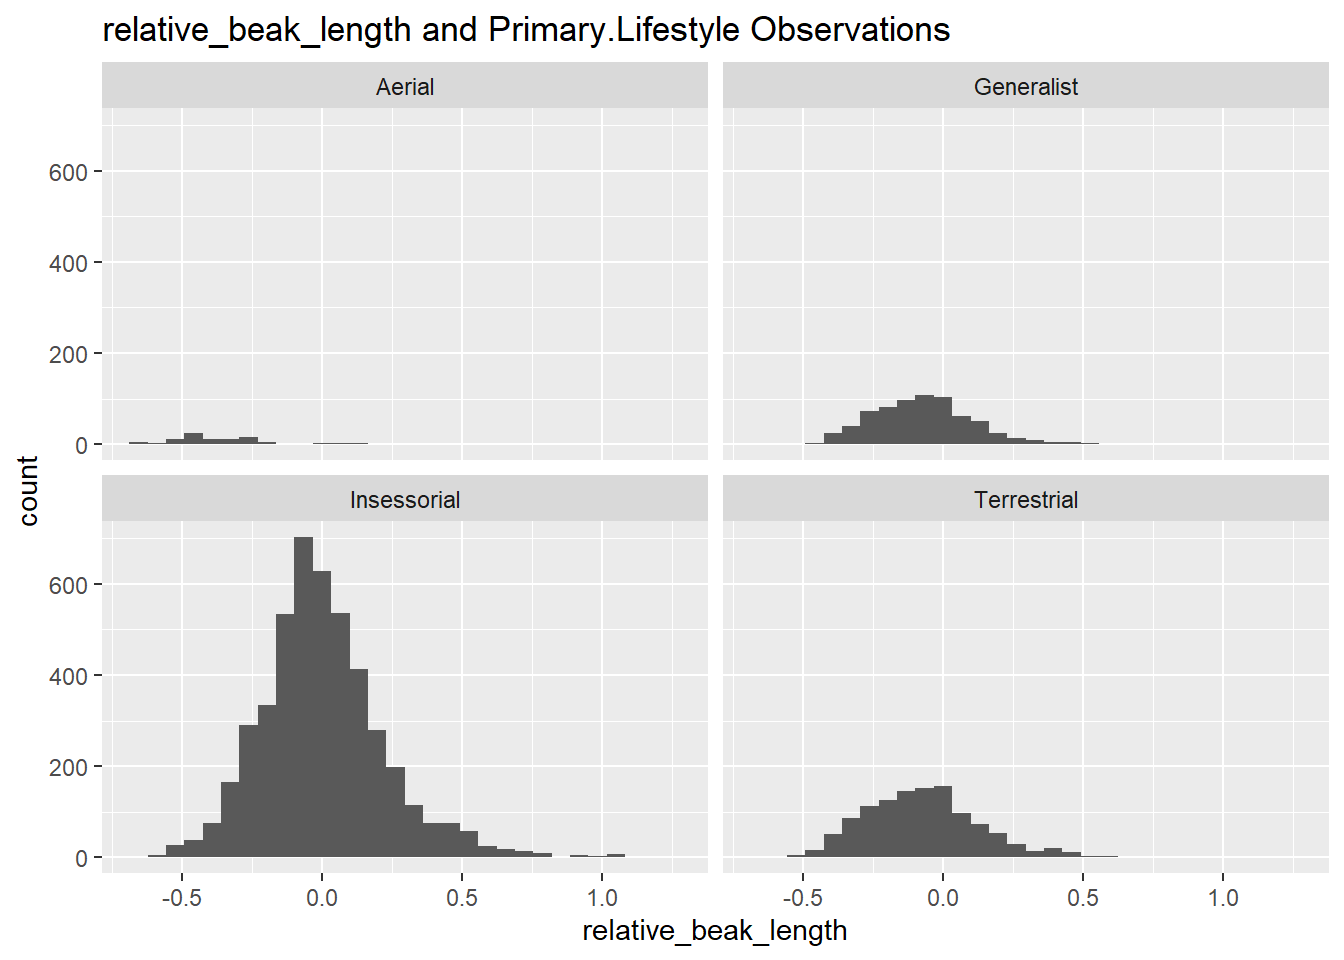 relative_beak_length and Primary.Lifestyle Observations
Aerial
Generalist
600
400
200
0
count
Insessorial
Terrestrial
600
400
200
0
-0.5 0.0 0.5 1.0 -0.5 0.0 0.5 1.0
relative_beak_length